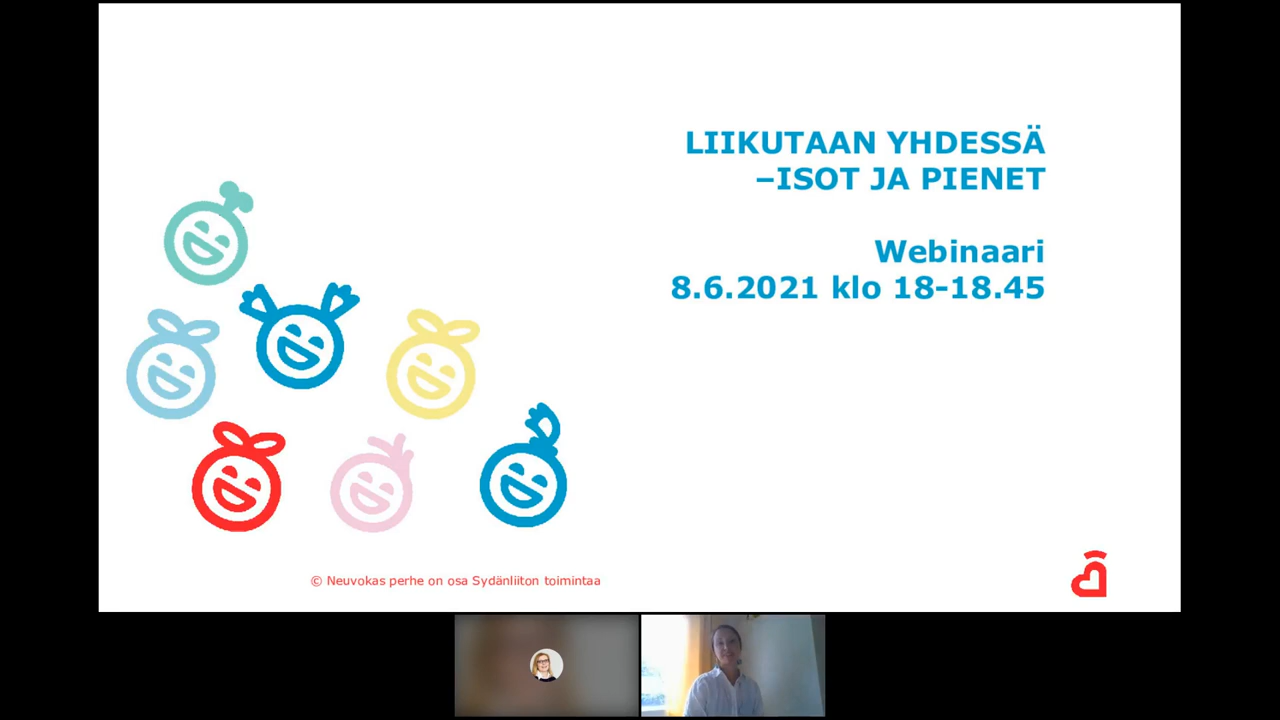 LIIKUTAAN YHDESSÄ
–ISOT JA PIENET
Webinaari
8.6.2021 klo 18-18.45
© Neuvokas perhe on osa Sydänliiton toimintaa